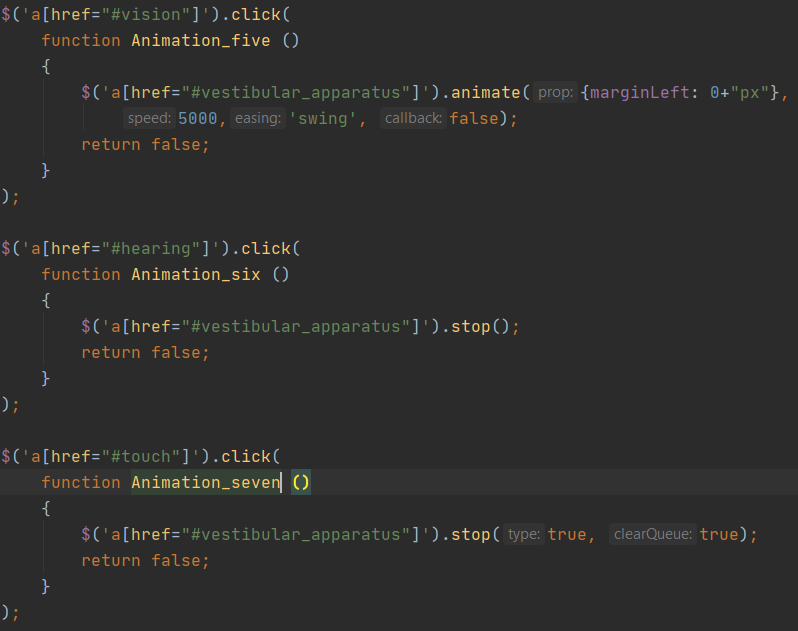 $('a[href="#vision"]').click(
    function Animation_five ()
    {
        $('a[href="#vestibular_apparatus"]').animate( prop: {marginLeft: 0+"px"},
            speed: 5000, easing: 'swing', callback: false);
        return false;
    }
);

$('a[href="#hearing"]').click(
    function Animation_six ()
    {
        $('a[href="#vestibular_apparatus"]').stop();
        return false;
    }
);

$('a[href="#touch"]').click(
    function Animation_seven ()
    {
        $('a[href="#vestibular_apparatus"]').stop( type: true, clearQueue: true);
        return false;
    }
);